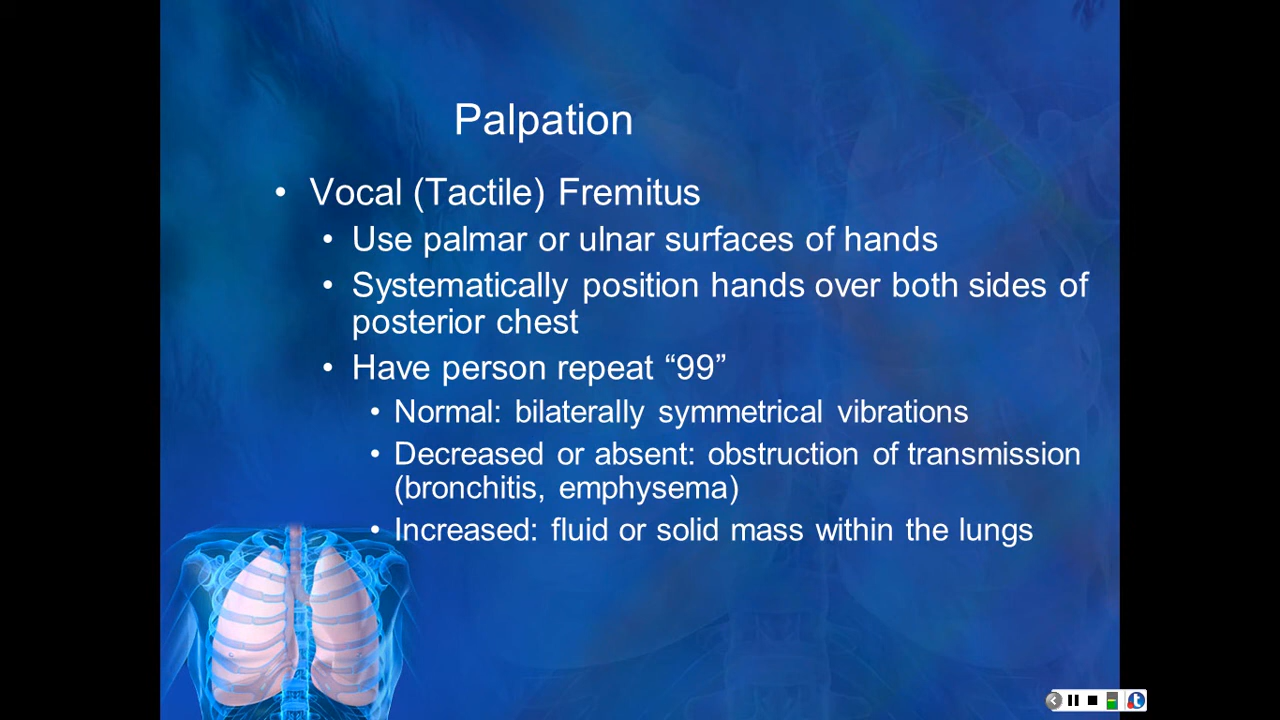 Palpation
• Vocal (Tactile) Fremitus
• Use palmar or ulnar surfaces of hands
• Systematically position hands over both sides of
posterior chest
• Have person repeat “99”
• Normal: bilaterally symmetrical vibrations
• Decreased or absent: obstruction of transmission
(bronchitis, emphysema)
• Increased: fluid or solid mass within the lungs
t